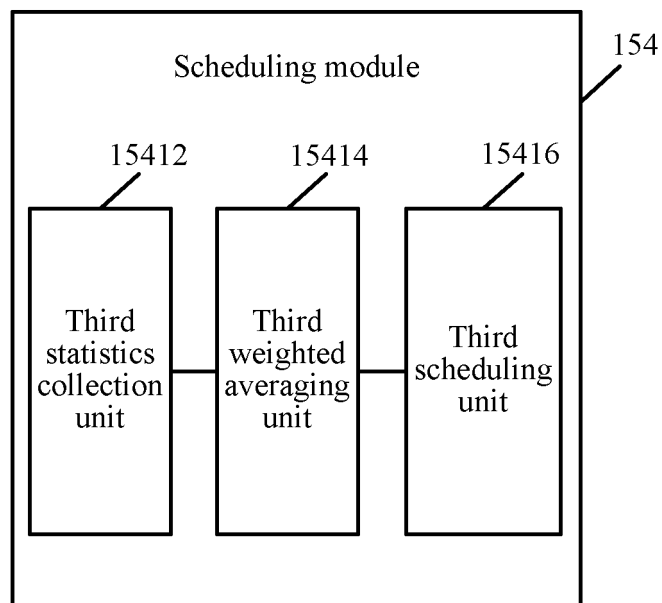 154
Scheduling module
15412
15414
15416
Third
statistics
collection
unit
Third
weighted
averaging
unit
Third
scheduling
unit